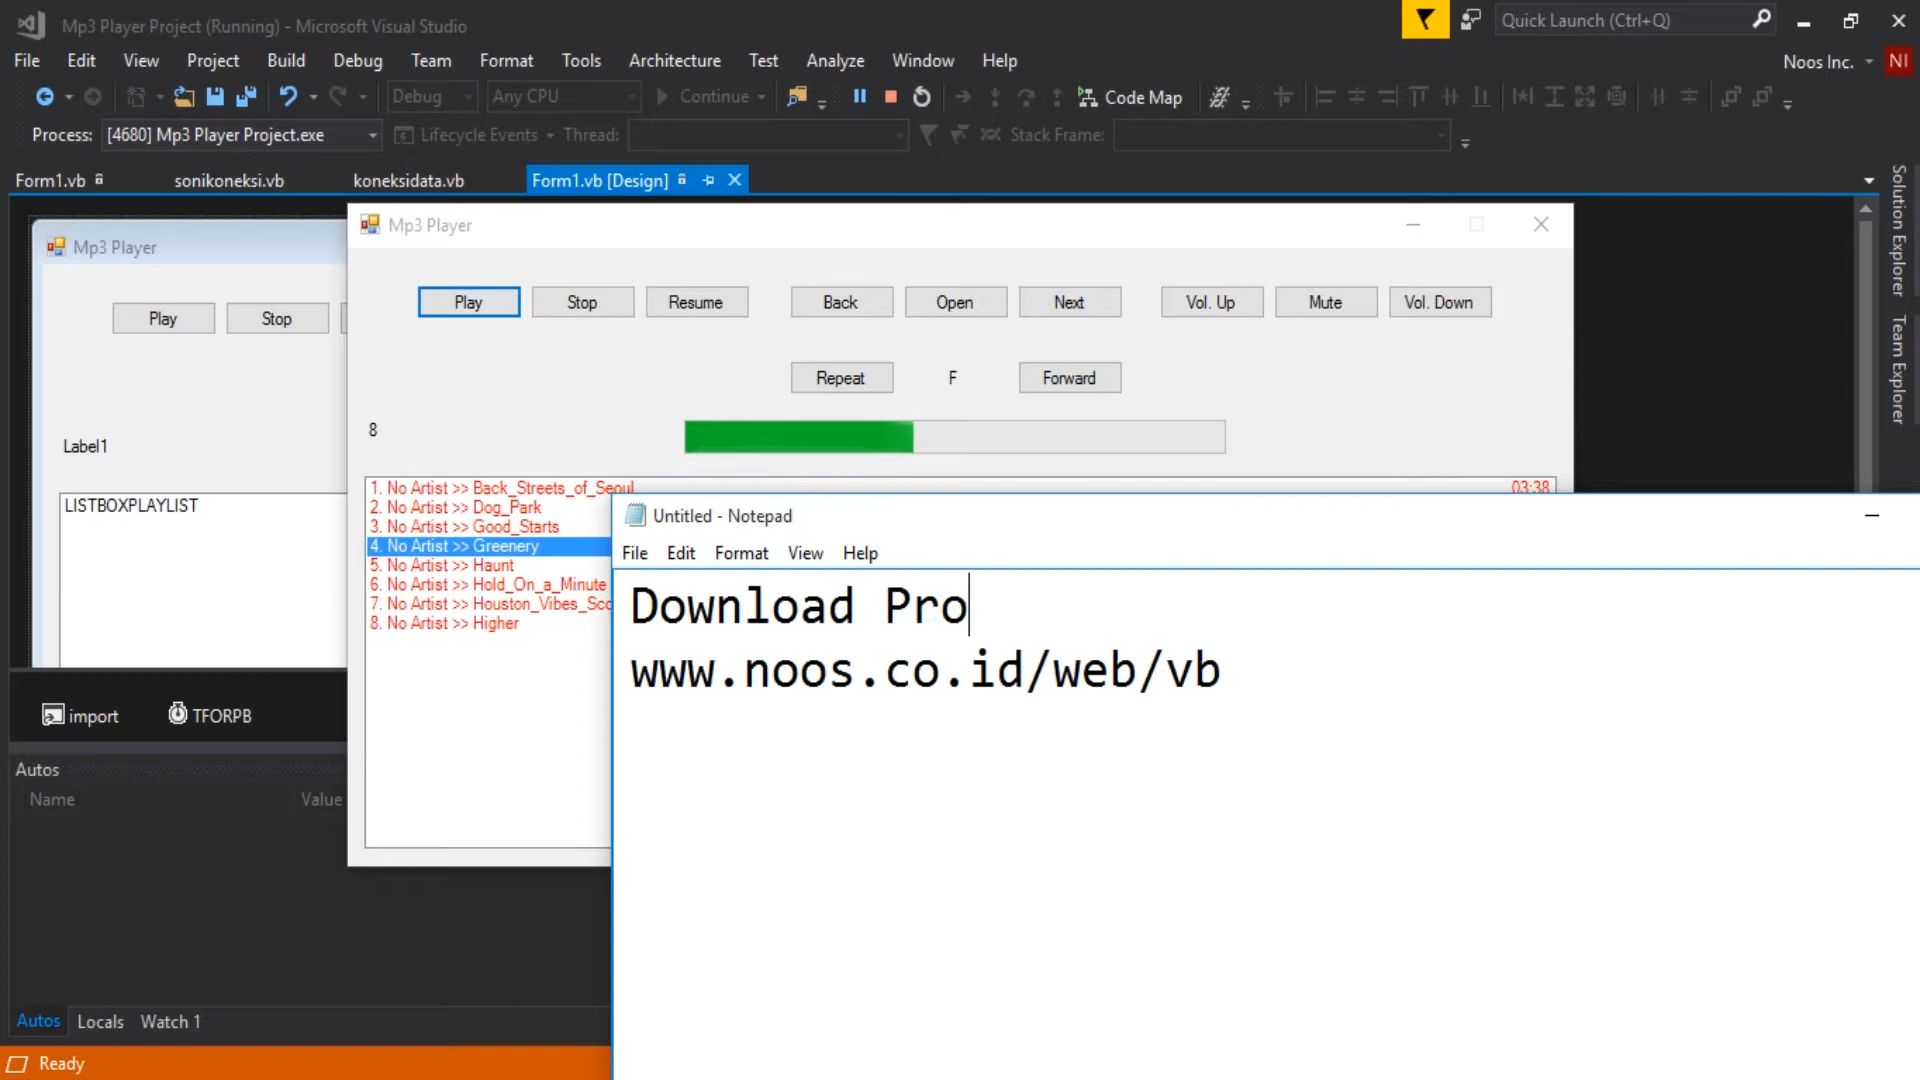 Mp3 Player Project (Running) - Microsoft Visual Studio
Quick Launch (Ctrl+Q)
File Edit View Project Build Debug Team Format Tools Architecture Test Analyze Window Help
Noos Inc. NI
Debug Any CPU Continue Code Map
Process: [4680] Mp3 Player Project.exe Lifecycle Events Thread: Stack Frame:
Form1.vb sonikoneksi.vb koneksidata.vb Form1.vb [Design]
Solution Explorer
Team Explorer
Mp3 Player
Play Stop
Label1
LISTBOXPLAYLIST
Mp3 Player
Play Stop Resume Back Open Next Vol. Up Mute Vol. Down
Repeat F Forward
8
1. No Artist >> Back_Streets_of_Seoul 03:38
2. No Artist >> Dog_Park
3. No Artist >> Good_Starts
4. No Artist >> Greenery
5. No Artist >> Haunt
6. No Artist >> Hold_On_a_Minute
7. No Artist >> Houston_Vibes_Sco
8. No Artist >> Higher
Untitled - Notepad
File Edit Format View Help
Download Pro
www.noos.co.id/web/vb
import TFORPB
Autos
Name Value
Autos Locals Watch 1
Ready